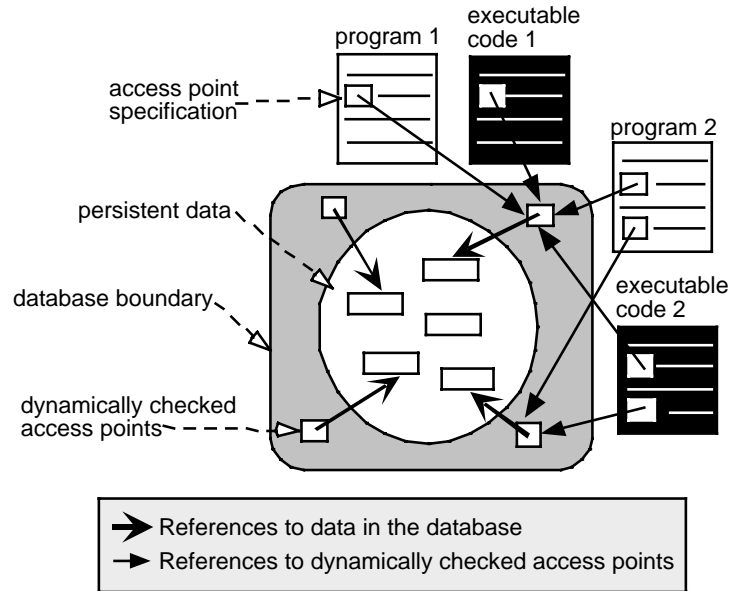 executable
code 1
program 1
access point
specification
program 2
persistent data
database boundary
executable
code 2
dynamically checked
access points
References to data in the database
References to dynamically checked access points